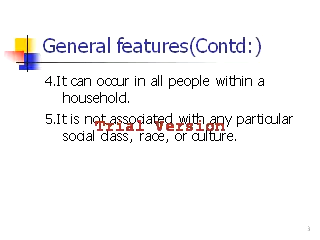 General features(Contd:)
4.It can occur in all people within a
household.
5.It is not associated with any particular
Trial Version
social class, race, or culture.
3